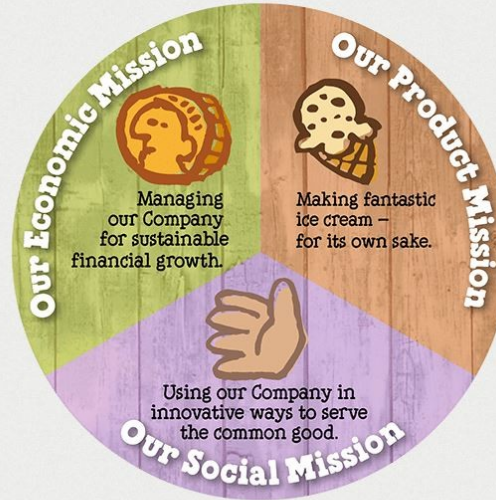 Our Economic Mission
Managing
our Company
for sustainable
financial growth.
Our Product Mission
Making fantastic
ice cream –
for its own sake.
Using our Company in
innovative ways to serve
the common good.
Our Social Mission